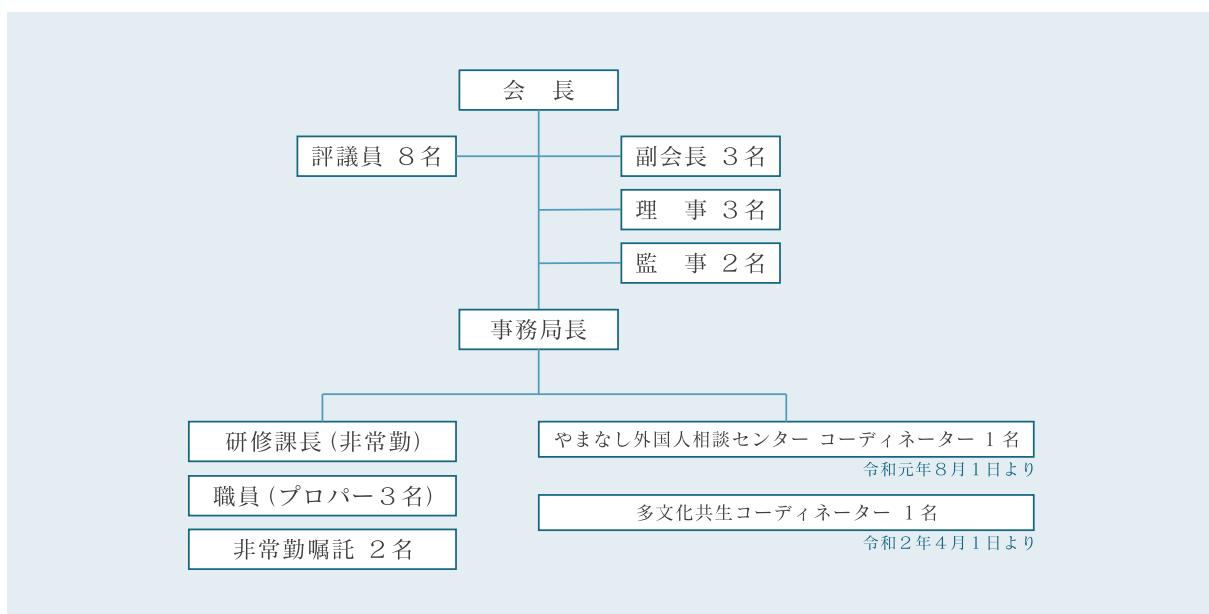 会　長
評議員 ８名
副会長 ３名
理　事 ３名
監　事 ２名
事務局長
研修課長 (非常勤)
職員 (プロパー３名)
非常勤嘱託 ２名
やまなし外国人相談センター コーディネーター １名
令和元年８月１日より
多文化共生コーディネーター １名
令和２年４月１日より